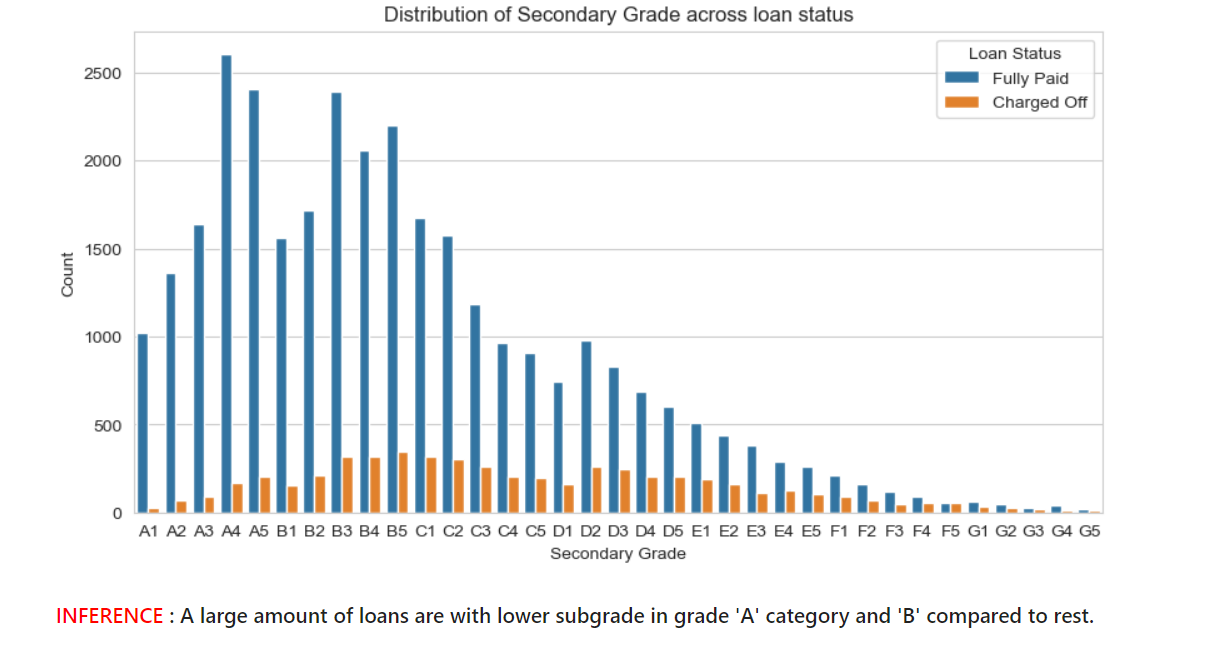 Distribution of Secondary Grade across loan status
Loan Status
Fully Paid
Charged Off
2500
2000
1500
1000
500
0
Count
A1 A2 A3 A4 A5 B1 B2 B3 B4 B5 C1 C2 C3 C4 C5 D1 D2 D3 D4 D5 E1 E2 E3 E4 E5 F1 F2 F3 F4 F5 G1 G2 G3 G4 G5
Secondary Grade
INFERENCE : A large amount of loans are with lower subgrade in grade 'A' category and 'B' compared to rest.